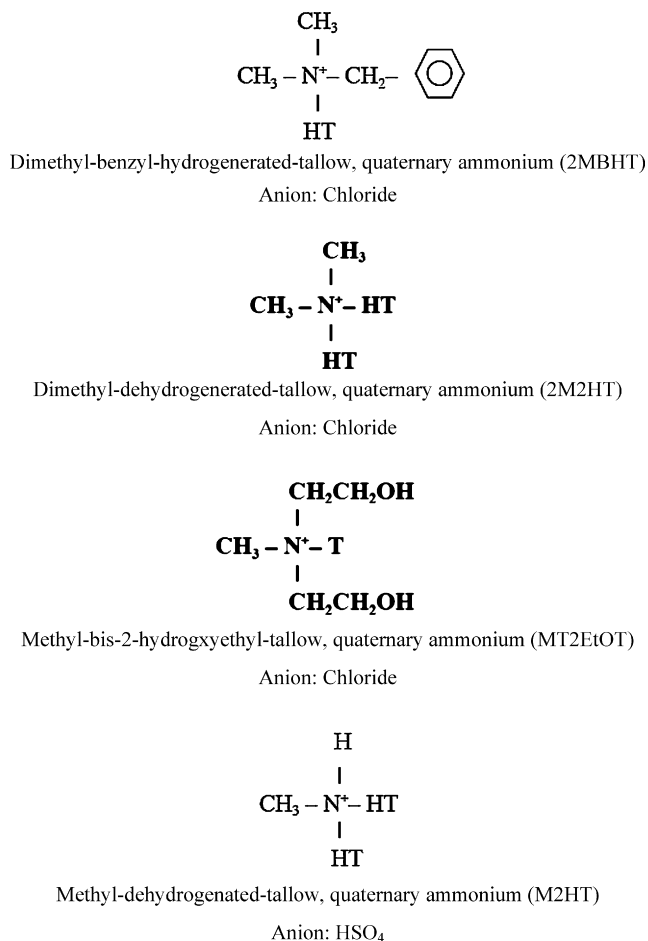 CH₃
CH₃ – N⁺ – CH₂ –
HT
Dimethyl-benzyl-hydrogenerated-tallow, quaternary ammonium (2MBHT)
Anion: Chloride
CH₃
CH₃ – N⁺ – HT
HT
Dimethyl-dehydrogenerated-tallow, quaternary ammonium (2M2HT)
Anion: Chloride
CH₂CH₂OH
CH₃ – N⁺ – T
CH₂CH₂OH
Methyl-bis-2-hydrogxyethyl-tallow, quaternary ammonium (MT2EtOT)
Anion: Chloride
H
CH₃ – N⁺ – HT
HT
Methyl-dehydrogenated-tallow, quaternary ammonium (M2HT)
Anion: HSO₄